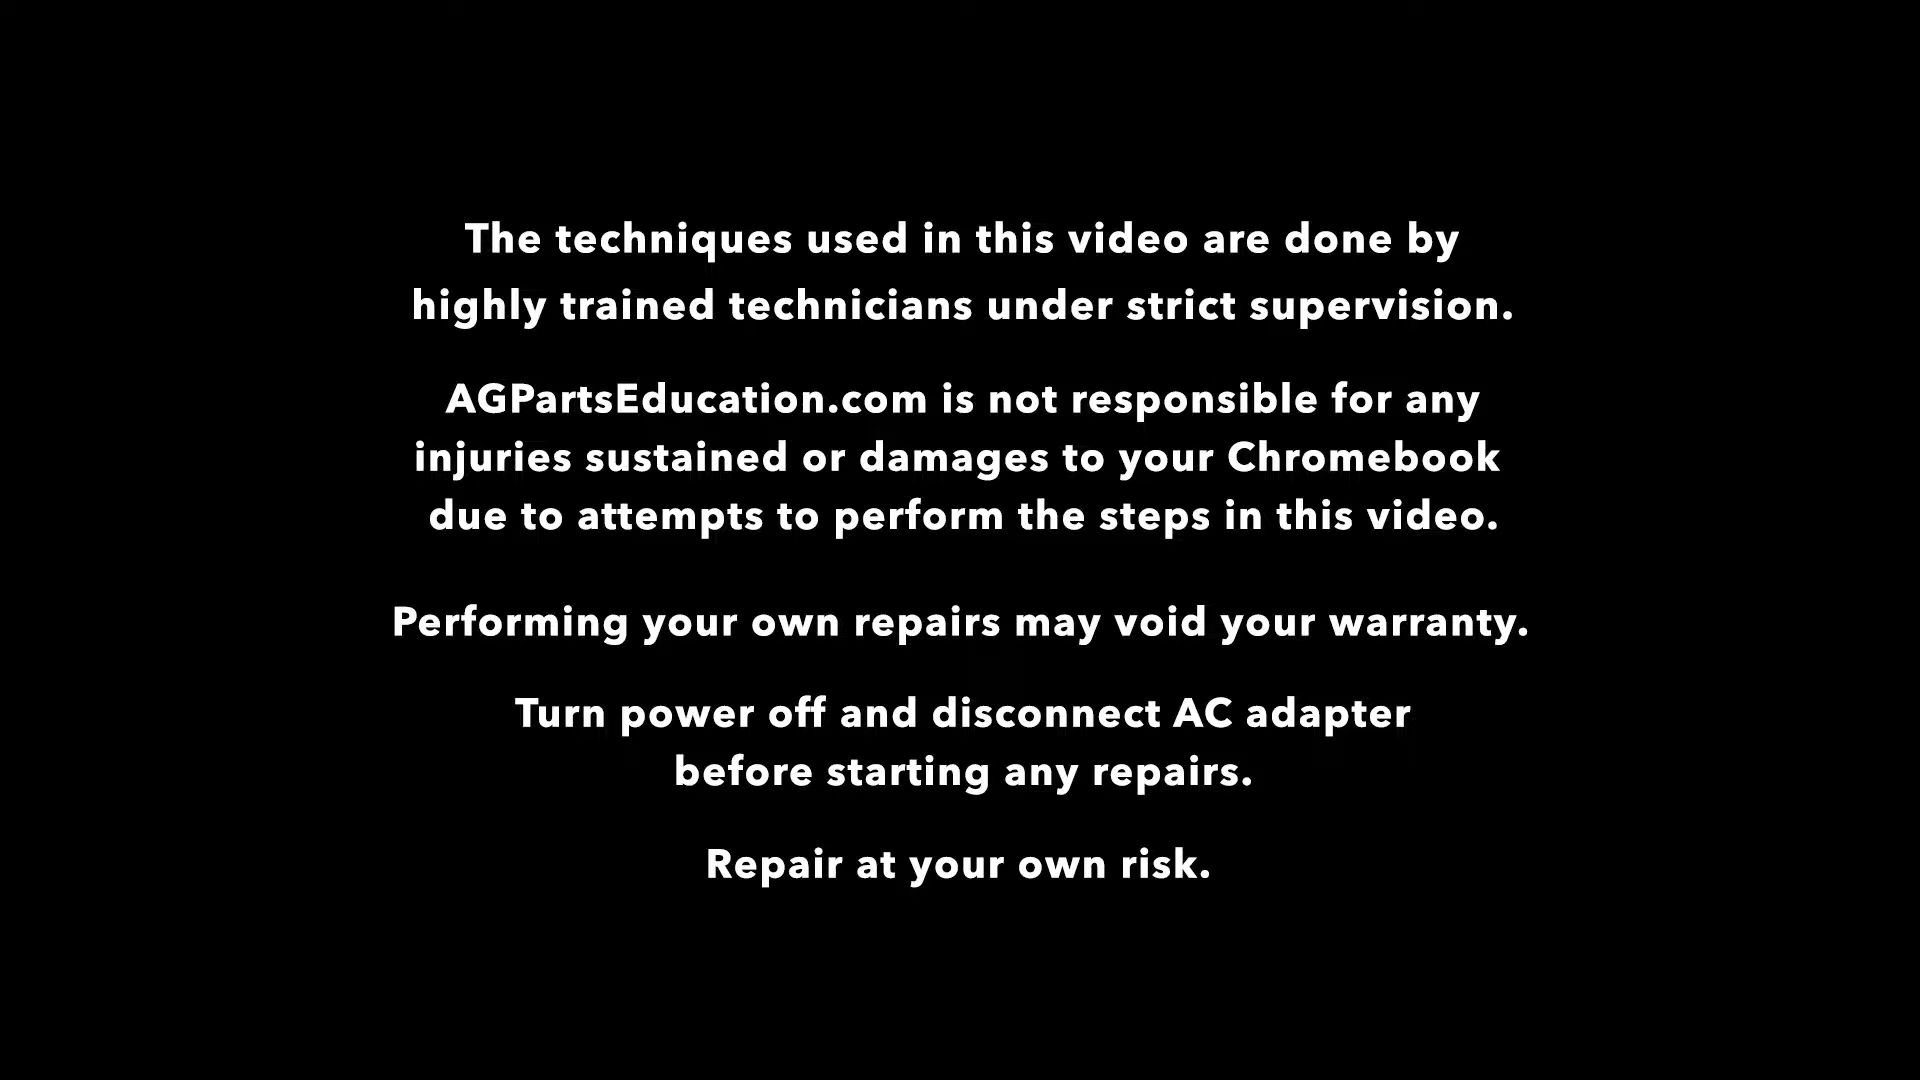 The techniques used in this video are done by
highly trained technicians under strict supervision.
AGPartsEducation.com is not responsible for any
injuries sustained or damages to your Chromebook
due to attempts to perform the steps in this video.
Performing your own repairs may void your warranty.
Turn power off and disconnect AC adapter
before starting any repairs.
Repair at your own risk.